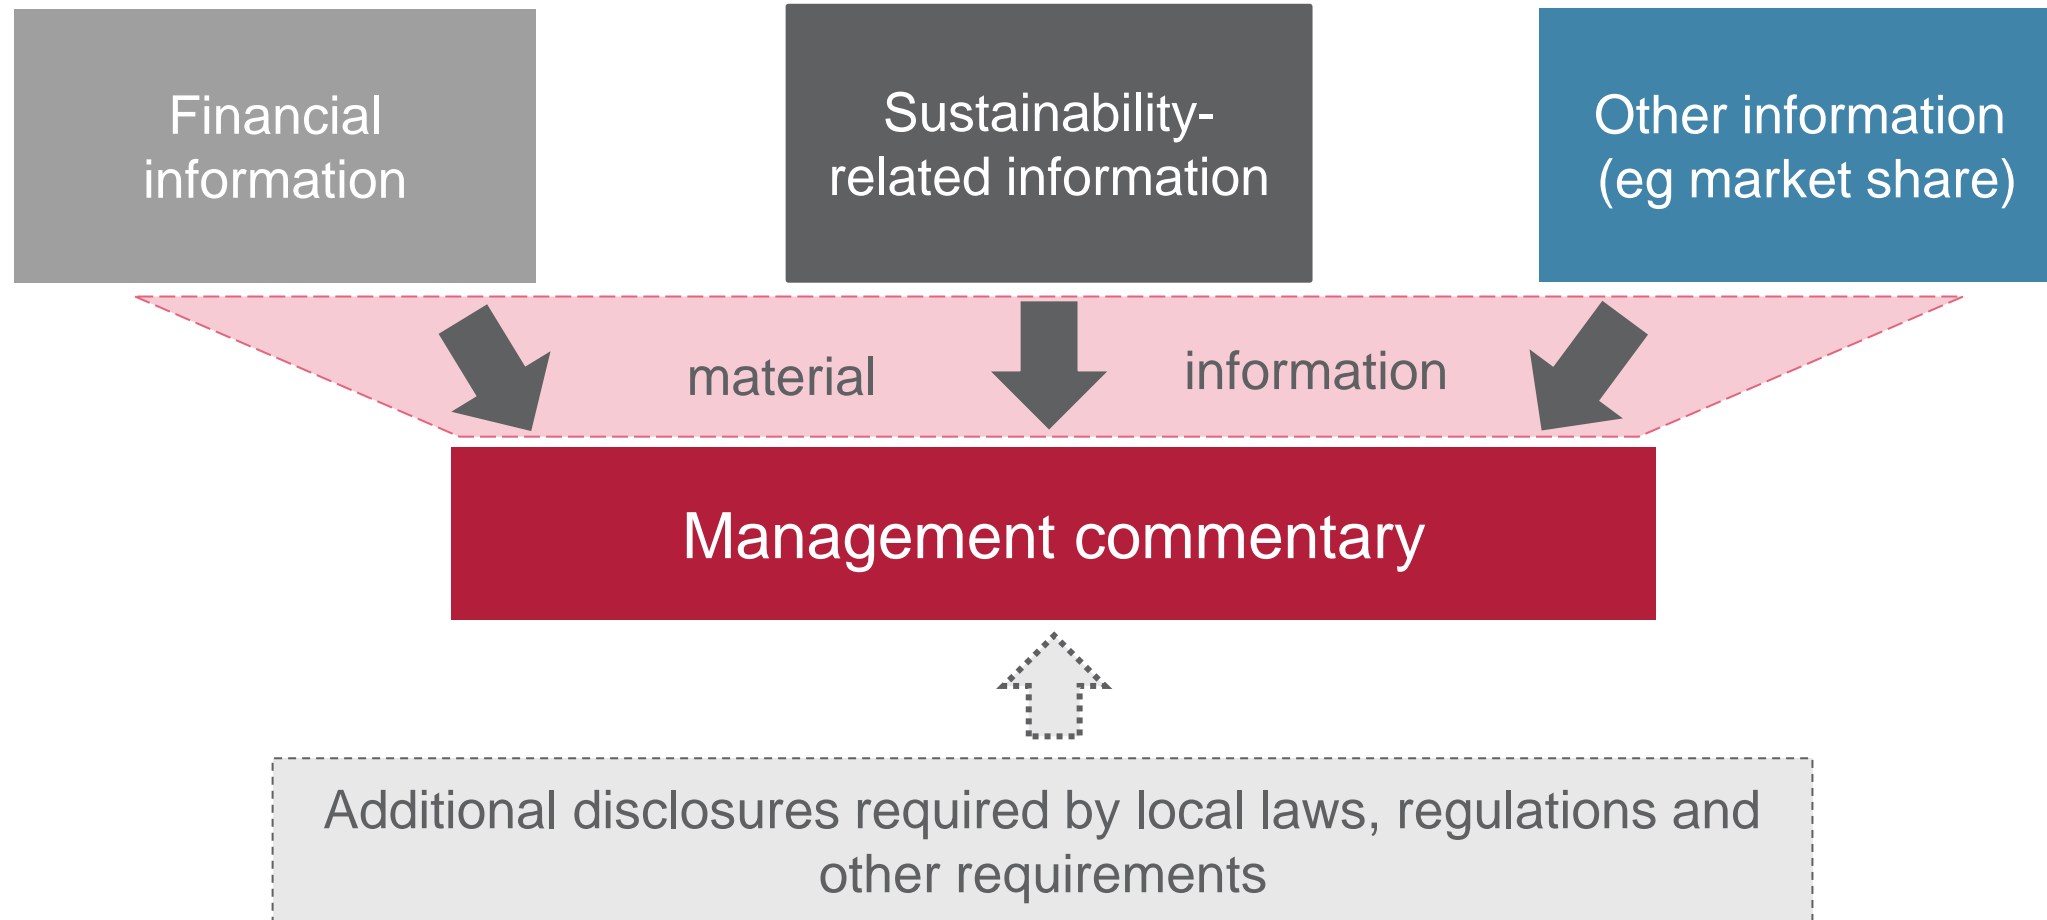 Financial
information
Sustainability-
related information
Other information
(eg market share)
material
information
Management commentary
Additional disclosures required by local laws, regulations and
other requirements